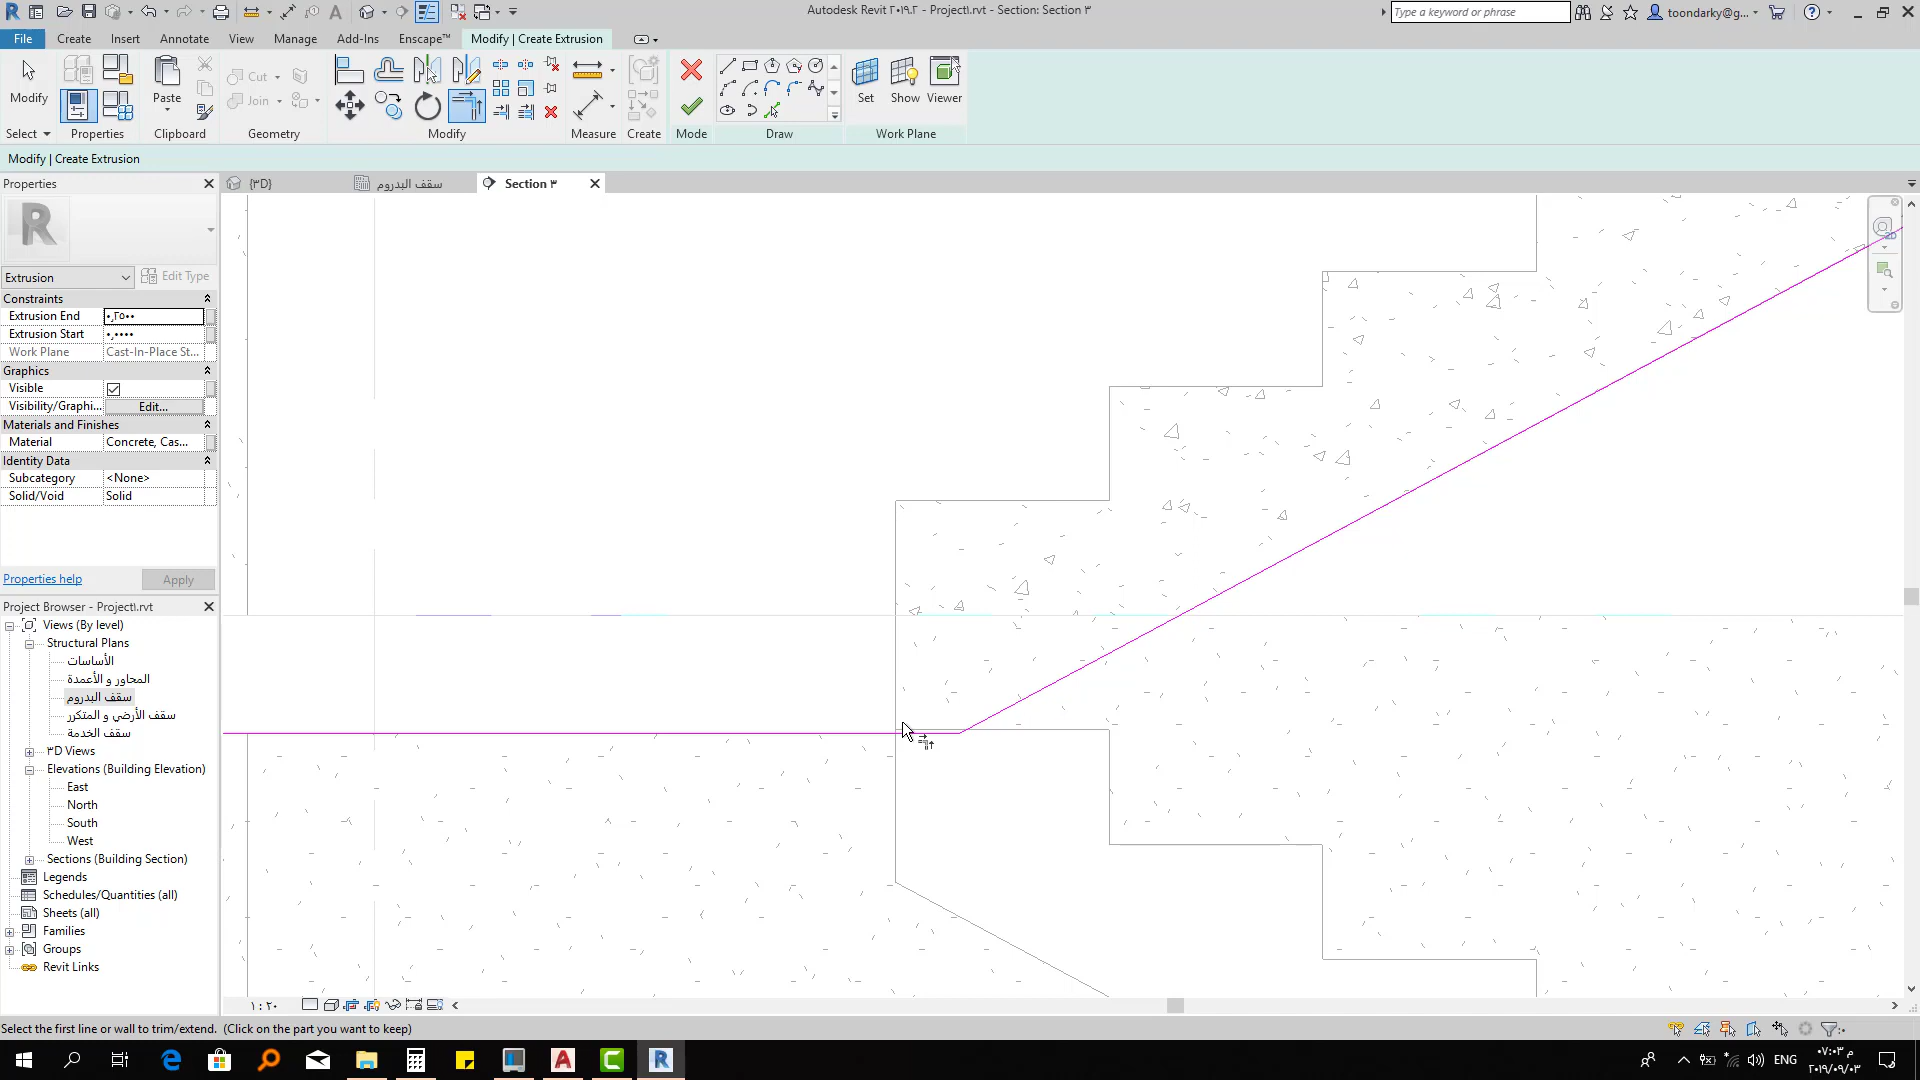 Autodesk Revit ٢٠١٩.٢ - Project١.rvt - Section: Section ٣
Type a keyword or phrase
toondarky@g...
File
Create
Insert
Annotate
View
Manage
Add-Ins
Enscape™
Modify | Create Extrusion
Modify
Paste
Cut
Join
Set
Show
Viewer
Select
Properties
Clipboard
Geometry
Modify
Measure
Create
Mode
Draw
Work Plane
Modify | Create Extrusion
Properties
{٣D}
سقف البدروم
Section ٣
Extrusion
Edit Type
Constraints
Extrusion End ٠٫٢٥٠٠
Extrusion Start ٠٫٠٠٠٠
Work Plane Cast-In-Place St...
Graphics
Visible
Visibility/Graphi... Edit...
Materials and Finishes
Material Concrete, Cas...
Identity Data
Subcategory <None>
Solid/Void Solid
Properties help
Apply
Project Browser - Project١.rvt
Views (By level)
Structural Plans
الأساسات
المحاور و الأعمدة
سقف البدروم
سقف الأرضي و المتكرر
سقف الخدمة
٣D Views
Elevations (Building Elevation)
East
North
South
West
Sections (Building Section)
Legends
Schedules/Quantities (all)
Sheets (all)
Families
Groups
Revit Links
١ : ٢٠
Select the first line or wall to trim/extend. (Click on the part you want to keep)
ENG
م ٠٧:٠٣
٢٠١٩/٠٩/٠٣